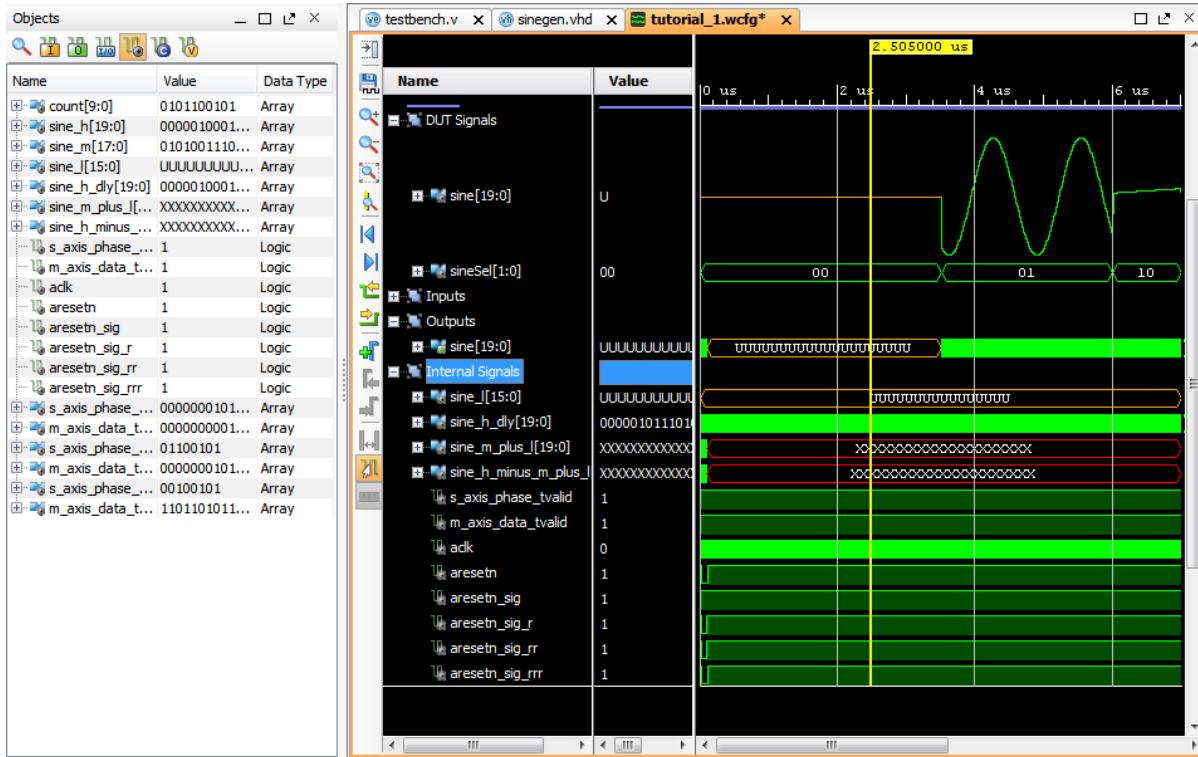 Objects
Name Value Data Type
count[9:0] 0101100101 Array
sine_h[19:0] 0000010001... Array
sine_m[17:0] 0101001110... Array
sine_l[15:0] UUUUUUUUU... Array
sine_h_dly[19:0] 0000010001... Array
sine_m_plus_l[... XXXXXXXXXX... Array
sine_h_minus_... XXXXXXXXXX... Array
s_axis_phase_... 1 Logic
m_axis_data_t... 1 Logic
aclk 1 Logic
aresetn 1 Logic
aresetn_sig 1 Logic
aresetn_sig_r 1 Logic
aresetn_sig_rr 1 Logic
aresetn_sig_rrr 1 Logic
s_axis_phase_... 0000000101... Array
m_axis_data_t... 0000000001... Array
s_axis_phase_... 01100101 Array
m_axis_data_t... 0000000101... Array
s_axis_phase_... 00100101 Array
m_axis_data_t... 1101101011... Array
testbench.v sinegen.vhd tutorial_1.wcfg*
2.505000 us
Name Value
0 us 2 us 4 us 6 us
DUT Signals
sine[19:0] U
sineSel[1:0] 00 00 01 10
Inputs
Outputs
sine[19:0] UUUUUUUUUUU UUUUUUUUUUUUUUUUUUUU
Internal Signals
sine_l[15:0] UUUUUUUUUUU UUUUUUUUUUUUUUUU
sine_h_dly[19:0] 000001011101
sine_m_plus_l[19:0] XXXXXXXXXXXX XXXXXXXXXXXXXXXXXXXX
sine_h_minus_m_plus_l XXXXXXXXXXXX XXXXXXXXXXXXXXXXXXXXX
s_axis_phase_tvalid 1
m_axis_data_tvalid 1
aclk 0
aresetn 1
aresetn_sig 1
aresetn_sig_r 1
aresetn_sig_rr 1
aresetn_sig_rrr 1